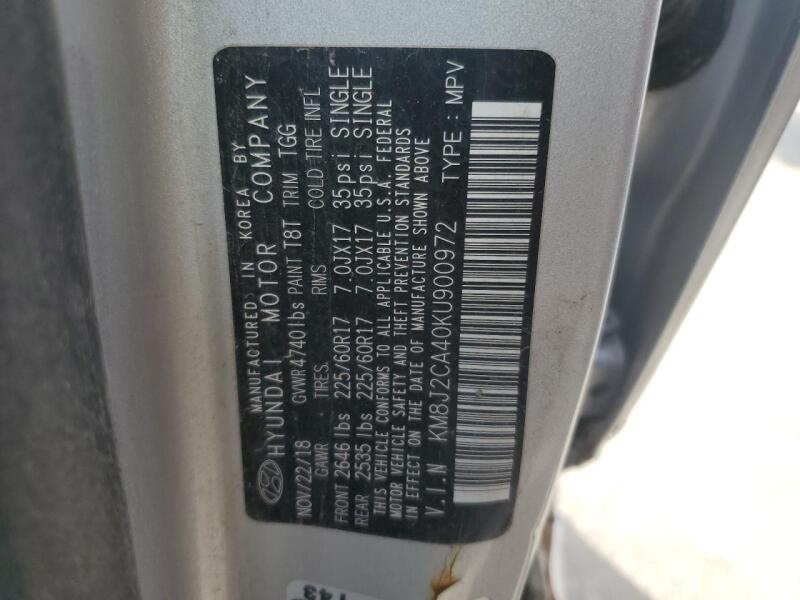 MANUFACTURED IN KOREA BY
HYUNDAI MOTOR COMPANY
NOV/22/18 GVWR 4740lbs PAINT T8T TRIM TGG
GAWR TIRES. RIMS COLD TIRE INFL
FRONT 2646 lbs 225/60R17 7.0JX17 35psi SINGLE
REAR 2535 lbs 225/60R17 7.0JX17 35psi SINGLE
THIS VEHICLE CONFORMS TO ALL APPLICABLE U.S.A. FEDERAL
MOTOR VEHICLE SAFETY AND THEFT PREVENTION STANDARDS
IN EFFECT ON THE DATE OF MANUFACTURE SHOWN ABOVE
V.I.N KM8J2CA40KU900972 TYPE : MPV